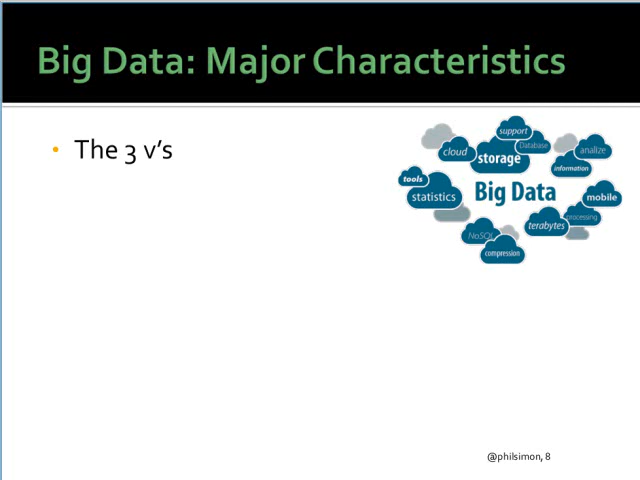 Big Data: Major Characteristics
• The 3 v's
support
Database
cloud
storage
analize
information
tools
statistics
Big Data
mobile
processing
terabytes
NoSQL
compression
@philsimon, 8